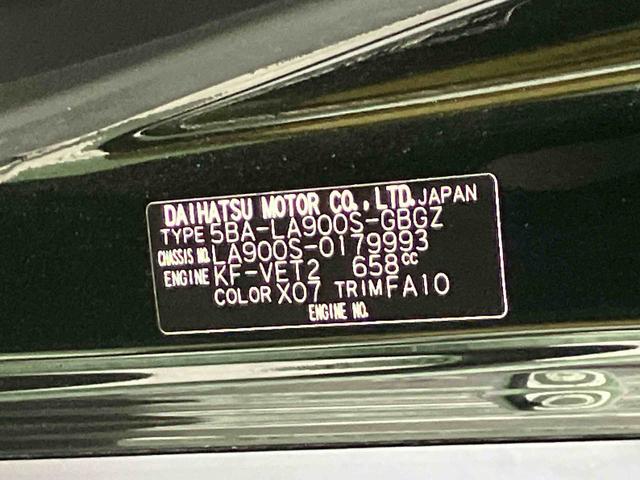 DAIHATSU MOTOR CO., LTD. JAPAN
TYPE 5BA-LA900S-GBGZ
CHASSIS NO. LA900S-0179993
ENGINE KF-VET2 658cc
COLOR X07 TRIM FA10
ENGINE NO.